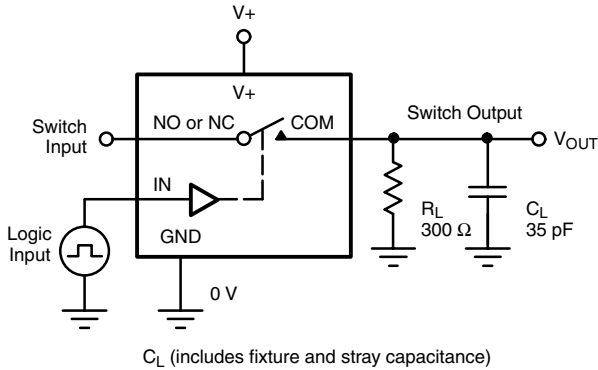 V+
V+
Switch Output
Switch
Input
NO or NC
COM
V_OUT
IN
Logic
Input
GND
0 V
R_L
300 Ω
C_L
35 pF
C_L (includes fixture and stray capacitance)